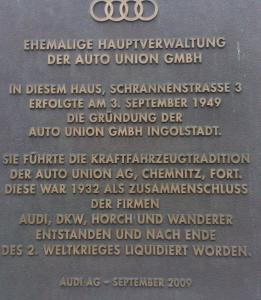 EHEMALIGE HAUPTVERWALTUNG
DER AUTO UNION GMBH
IN DIESEM HAUS, SCHRANNENSTRASSE 3
ERFOLGTE AM 3. SEPTEMBER 1949
DIE GRÜNDUNG DER
AUTO UNION GMBH INGOLSTADT.
SIE FÜHRTE DIE KRAFTFAHRZEUGTRADITION
DER AUTO UNION AG, CHEMNITZ, FORT.
DIESE WAR 1932 ALS ZUSAMMENSCHLUSS
DER FIRMEN
AUDI, DKW, HORCH UND WANDERER
ENTSTANDEN UND NACH ENDE
DES 2. WELTKRIEGES LIQUIDIERT WORDEN.
AUDI AG – SEPTEMBER 2009